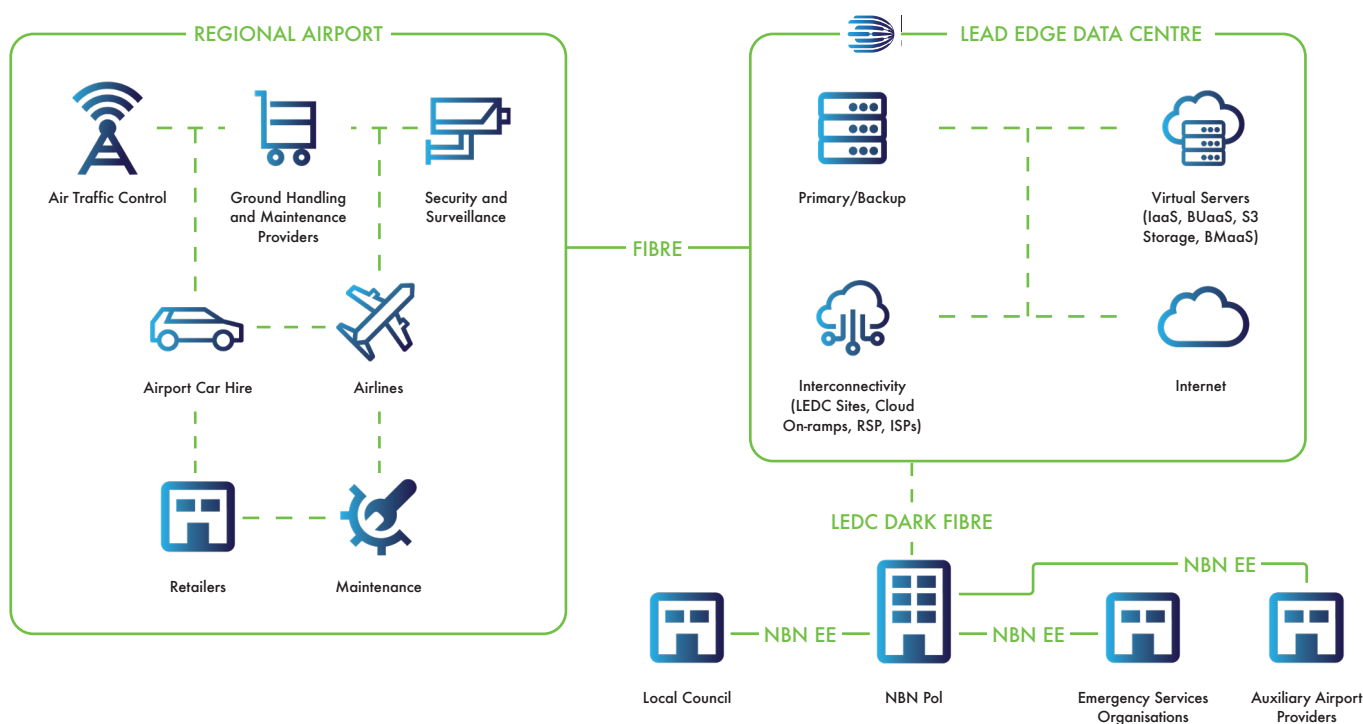 REGIONAL AIRPORT
Air Traffic Control
Ground Handling
and Maintenance
Providers
Security and
Surveillance
Airport Car Hire
Airlines
Retailers
Maintenance
FIBRE
LEAD EDGE DATA CENTRE
Primary/Backup
Virtual Servers
(IaaS, BUaaS, S3
Storage, BMaaS)
Interconnectivity
(LEDC Sites, Cloud
On-ramps, RSP, ISPs)
Internet
LEDC DARK FIBRE
NBN EE
NBN EE
NBN EE
Local Council
NBN Pol
Emergency Services
Organisations
Auxiliary Airport
Providers